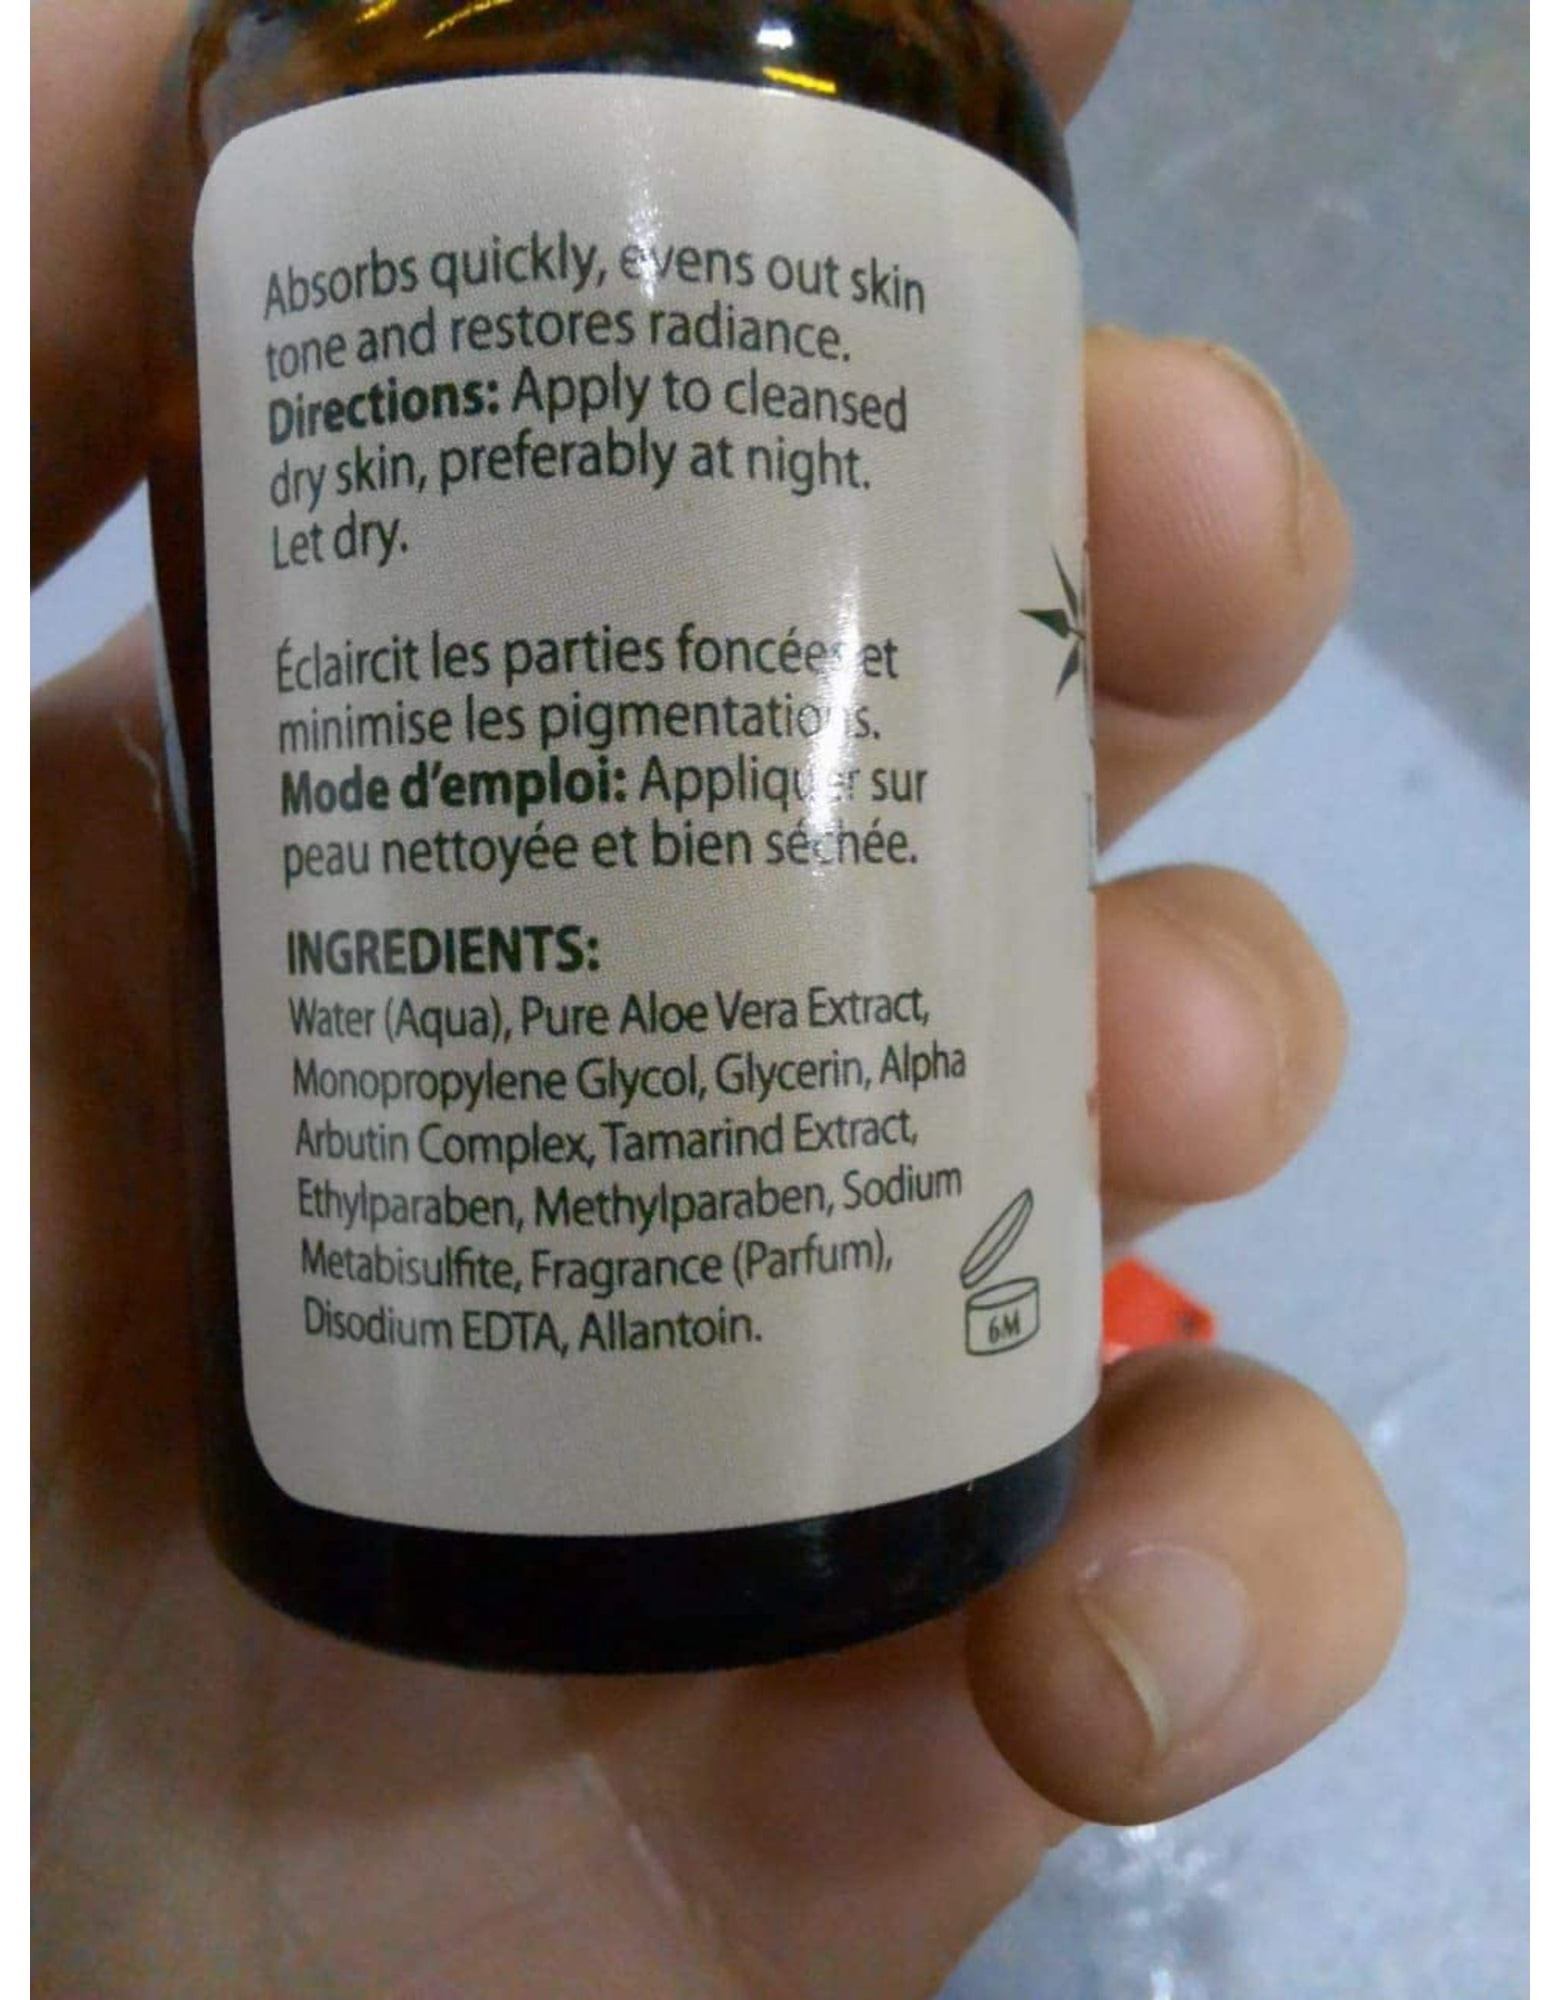 Absorbs quickly, evens out skin
tone and restores radiance.
Directions: Apply to cleansed
dry skin, preferably at night.
Let dry.
Éclaircit les parties foncées et
minimise les pigmentations.
Mode d'emploi: Appliquer sur
peau nettoyée et bien séchée.
INGREDIENTS:
Water (Aqua), Pure Aloe Vera Extract,
Monopropylene Glycol, Glycerin, Alpha
Arbutin Complex, Tamarind Extract,
Ethylparaben, Methylparaben, Sodium
Metabisulfite, Fragrance (Parfum),
Disodium EDTA, Allantoin.
6M